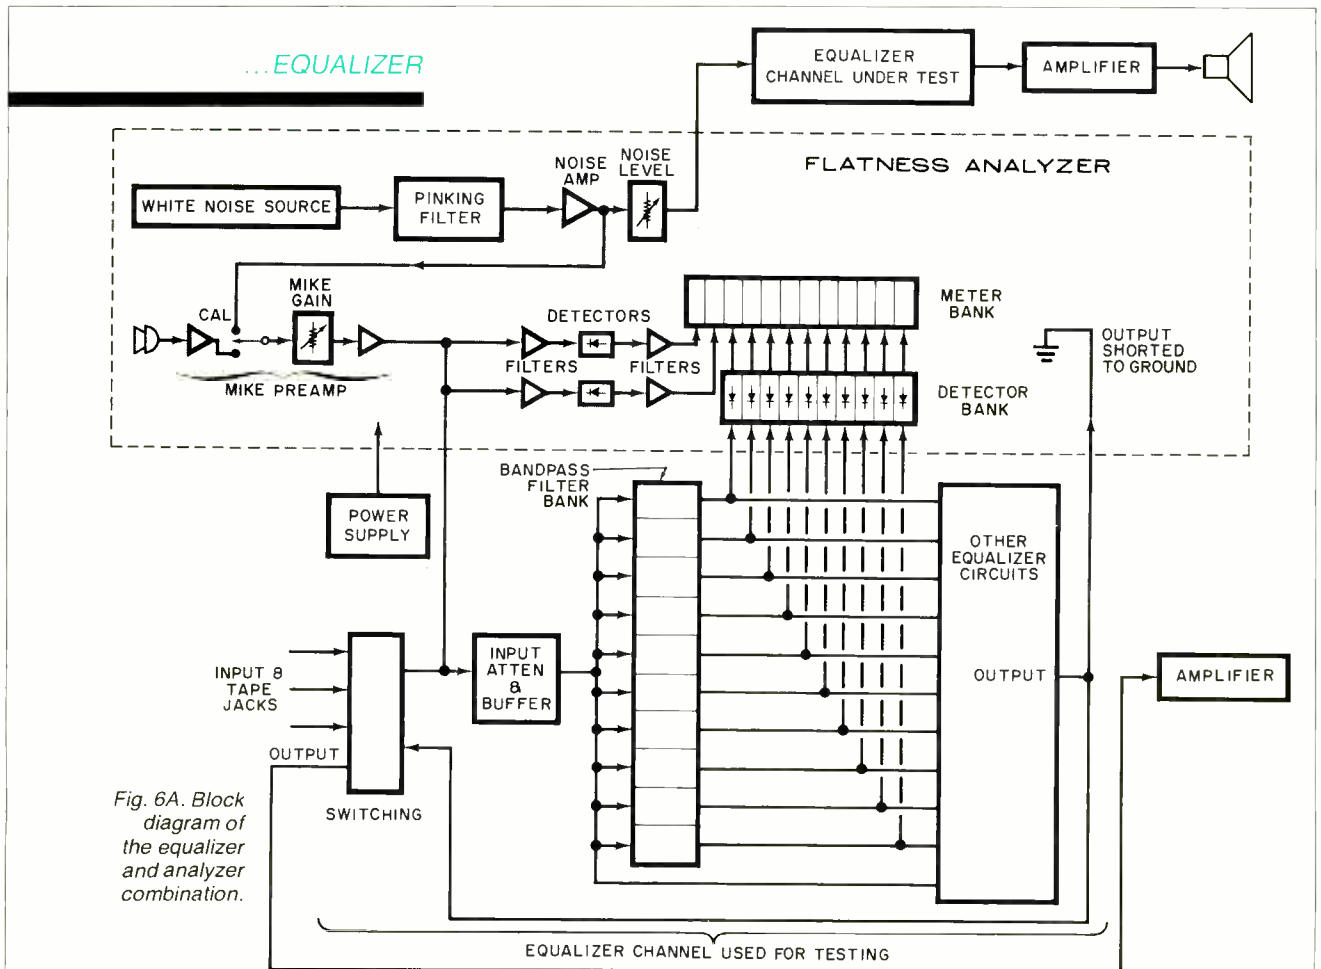 ...EQUALIZER
EQUALIZER
CHANNEL UNDER TEST
AMPLIFIER
FLATNESS ANALYZER
NOISE
AMP
NOISE
LEVEL
WHITE NOISE SOURCE
PINKING
FILTER
CAL
MIKE
GAIN
MIKE PREAMP
DETECTORS
FILTERS
FILTERS
METER
BANK
DETECTOR
BANK
OUTPUT
SHORTED
TO GROUND
POWER
SUPPLY
BANDPASS
FILTER
BANK
OTHER
EQUALIZER
CIRCUITS
OUTPUT
INPUT 8
TAPE
JACKS
OUTPUT
SWITCHING
INPUT
ATTEN
&
BUFFER
AMPLIFIER
Fig. 6A. Block
diagram of
the equalizer
and analyzer
combination.
EQUALIZER CHANNEL USED FOR TESTING